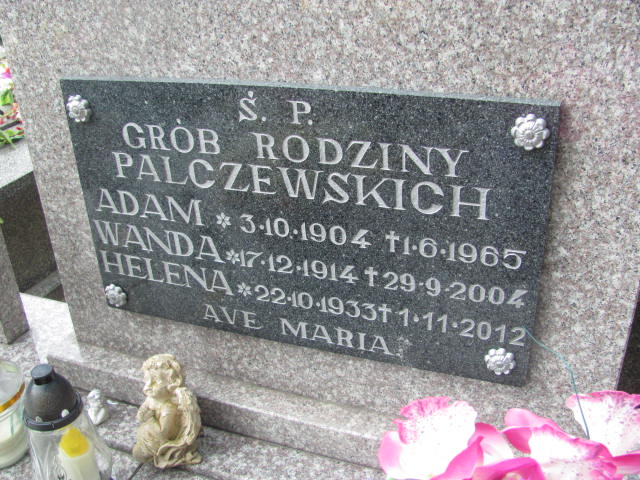 Ś. P.
GRÓB RODZINY
PALCZEWSKICH
ADAM * 3·10·1904 † 1·6·1965
WANDA * 17·12·1914 † 29·9·2004
HELENA * 22·10·1933 † 1·11·2012
AVE MARIA